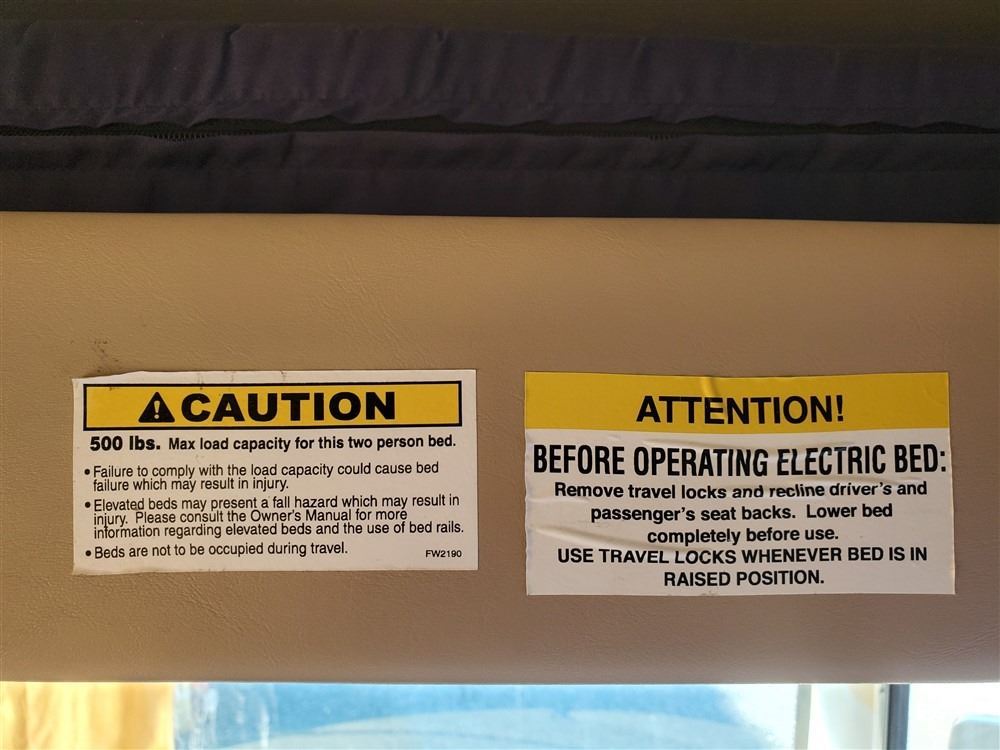 CAUTION
500 lbs. Max load capacity for this two person bed.
• Failure to comply with the load capacity could cause bed
failure which may result in injury.
• Elevated beds may present a fall hazard which may result in
injury. Please consult the Owner's Manual for more
information regarding elevated beds and the use of bed rails.
• Beds are not to be occupied during travel.
FW2190
ATTENTION!
BEFORE OPERATING ELECTRIC BED:
Remove travel locks and recline driver's and
passenger's seat backs. Lower bed
completely before use.
USE TRAVEL LOCKS WHENEVER BED IS IN
RAISED POSITION.